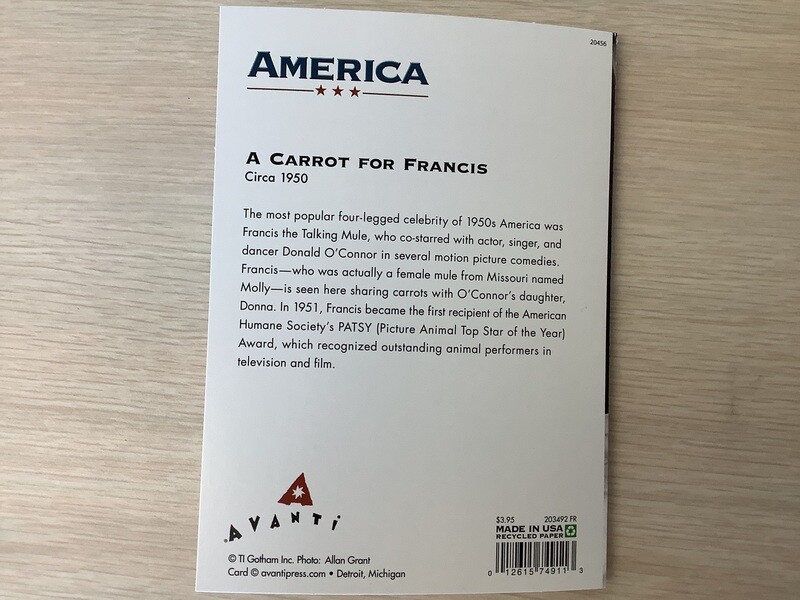 20456
AMERICA
A CARROT FOR FRANCIS
Circa 1950
The most popular four-legged celebrity of 1950s America was
Francis the Talking Mule, who co-starred with actor, singer, and
dancer Donald O'Connor in several motion picture comedies.
Francis—who was actually a female mule from Missouri named
Molly—is seen here sharing carrots with O'Connor's daughter,
Donna. In 1951, Francis became the first recipient of the American
Humane Society's PATSY (Picture Animal Top Star of the Year)
Award, which recognized outstanding animal performers in
television and film.
AVANTI
© TI Gotham Inc. Photo: Allan Grant
Card © avantipress.com • Detroit, Michigan
$3.95 203492 FR
MADE IN USA
RECYCLED PAPER
0 12615 74911 3